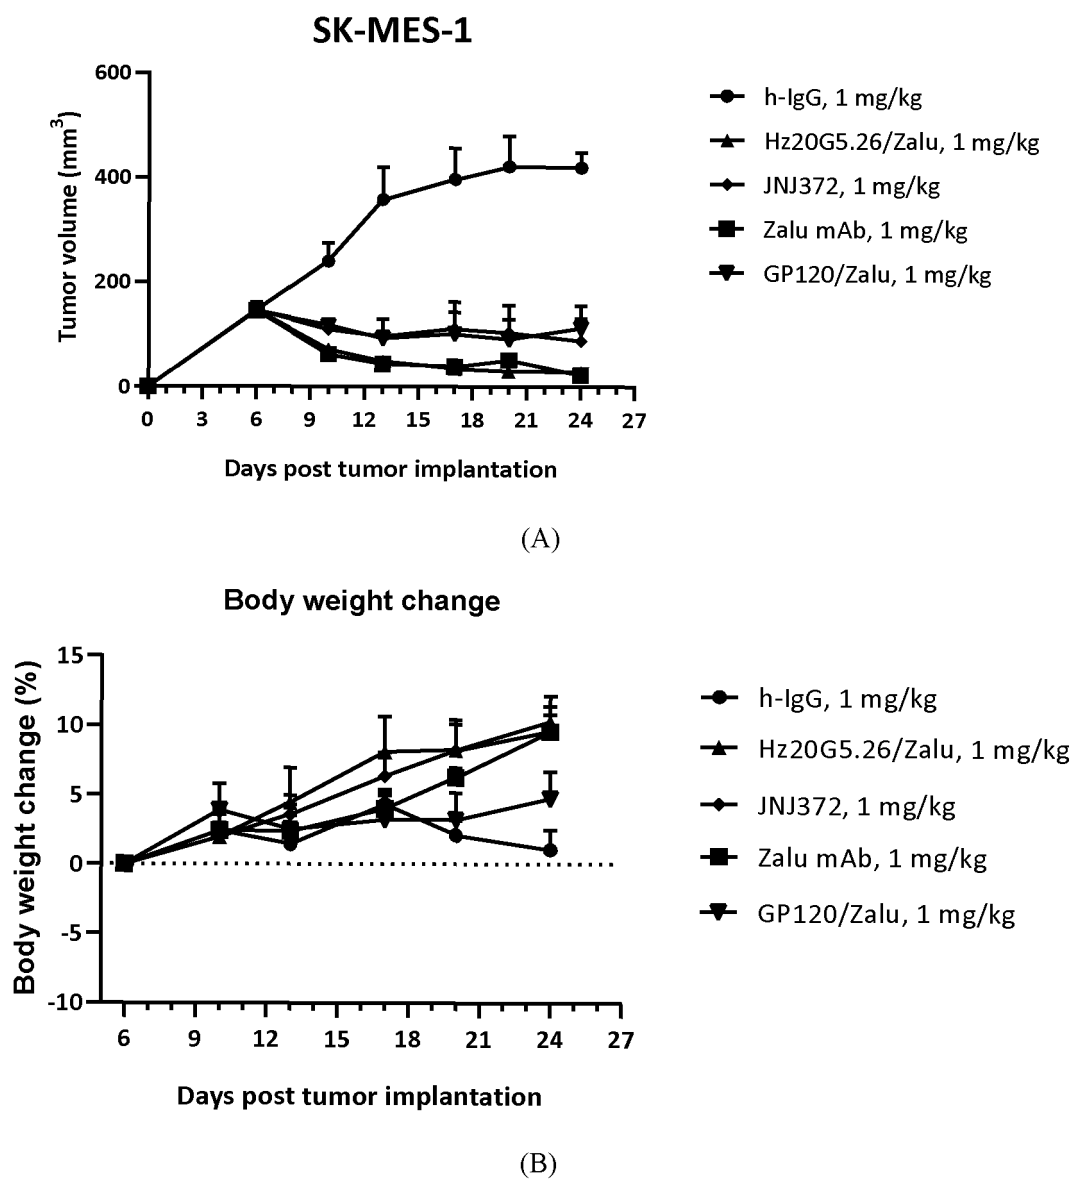 SK-MES-1
600
400
200
0
Tumor volume (mm³)
0 3 6 9 12 15 18 21 24 27
Days post tumor implantation
h-IgG, 1 mg/kg
Hz20G5.26/Zalu, 1 mg/kg
JNJ372, 1 mg/kg
Zalu mAb, 1 mg/kg
GP120/Zalu, 1 mg/kg
(A)
Body weight change
15
10
5
0
-5
-10
Body weight change (%)
6 9 12 15 18 21 24 27
Days post tumor implantation
h-IgG, 1 mg/kg
Hz20G5.26/Zalu, 1 mg/kg
JNJ372, 1 mg/kg
Zalu mAb, 1 mg/kg
GP120/Zalu, 1 mg/kg
(B)